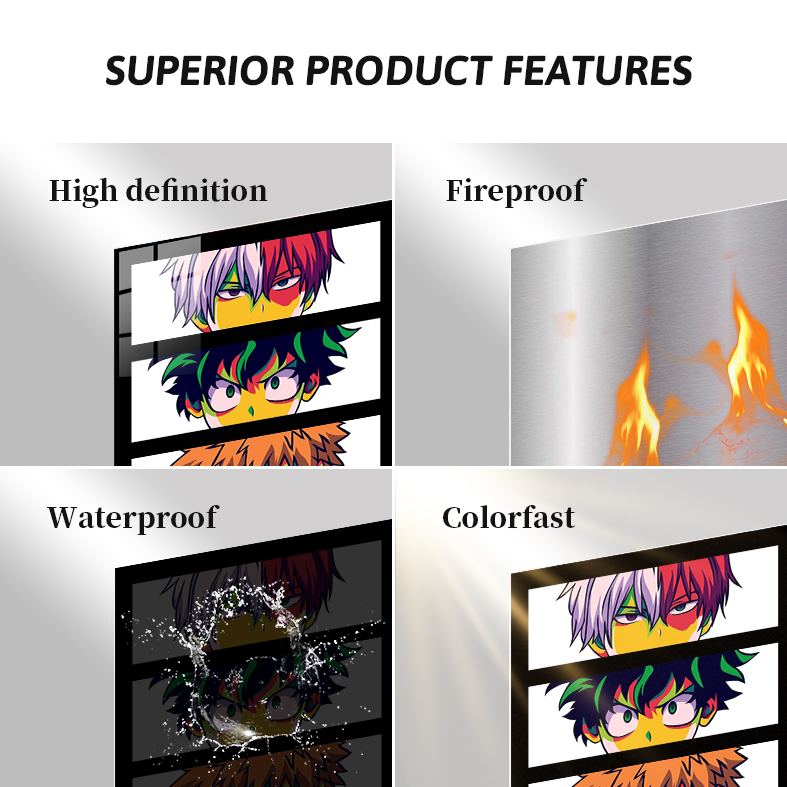 SUPERIOR PRODUCT FEATURES
High definition
Fireproof
Waterproof
Colorfast